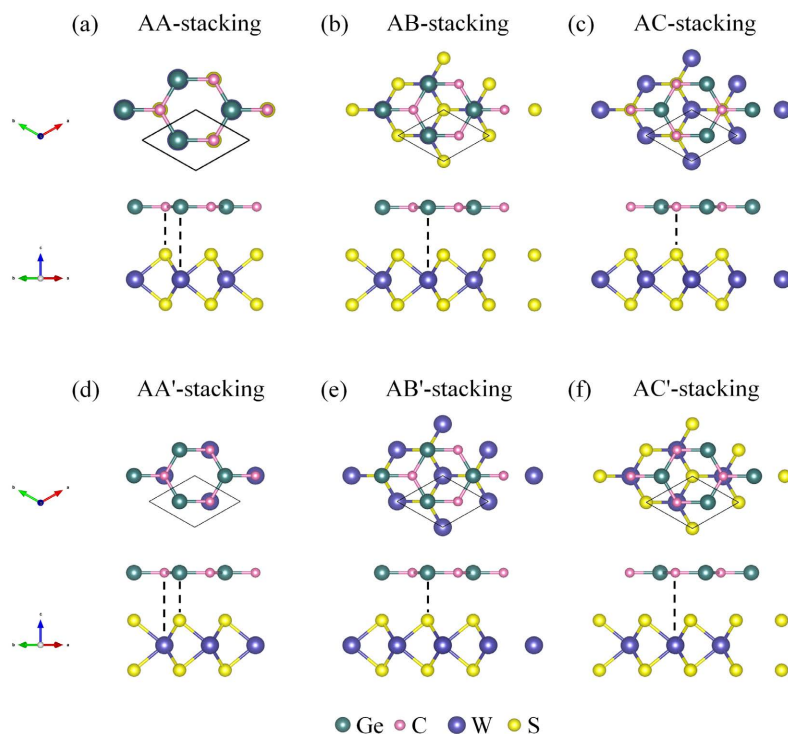 (a) AA-stacking (b) AB-stacking (c) AC-stacking
b a
c
b a
(d) AA'-stacking (e) AB'-stacking (f) AC'-stacking
b a
c
b a
Ge C W S